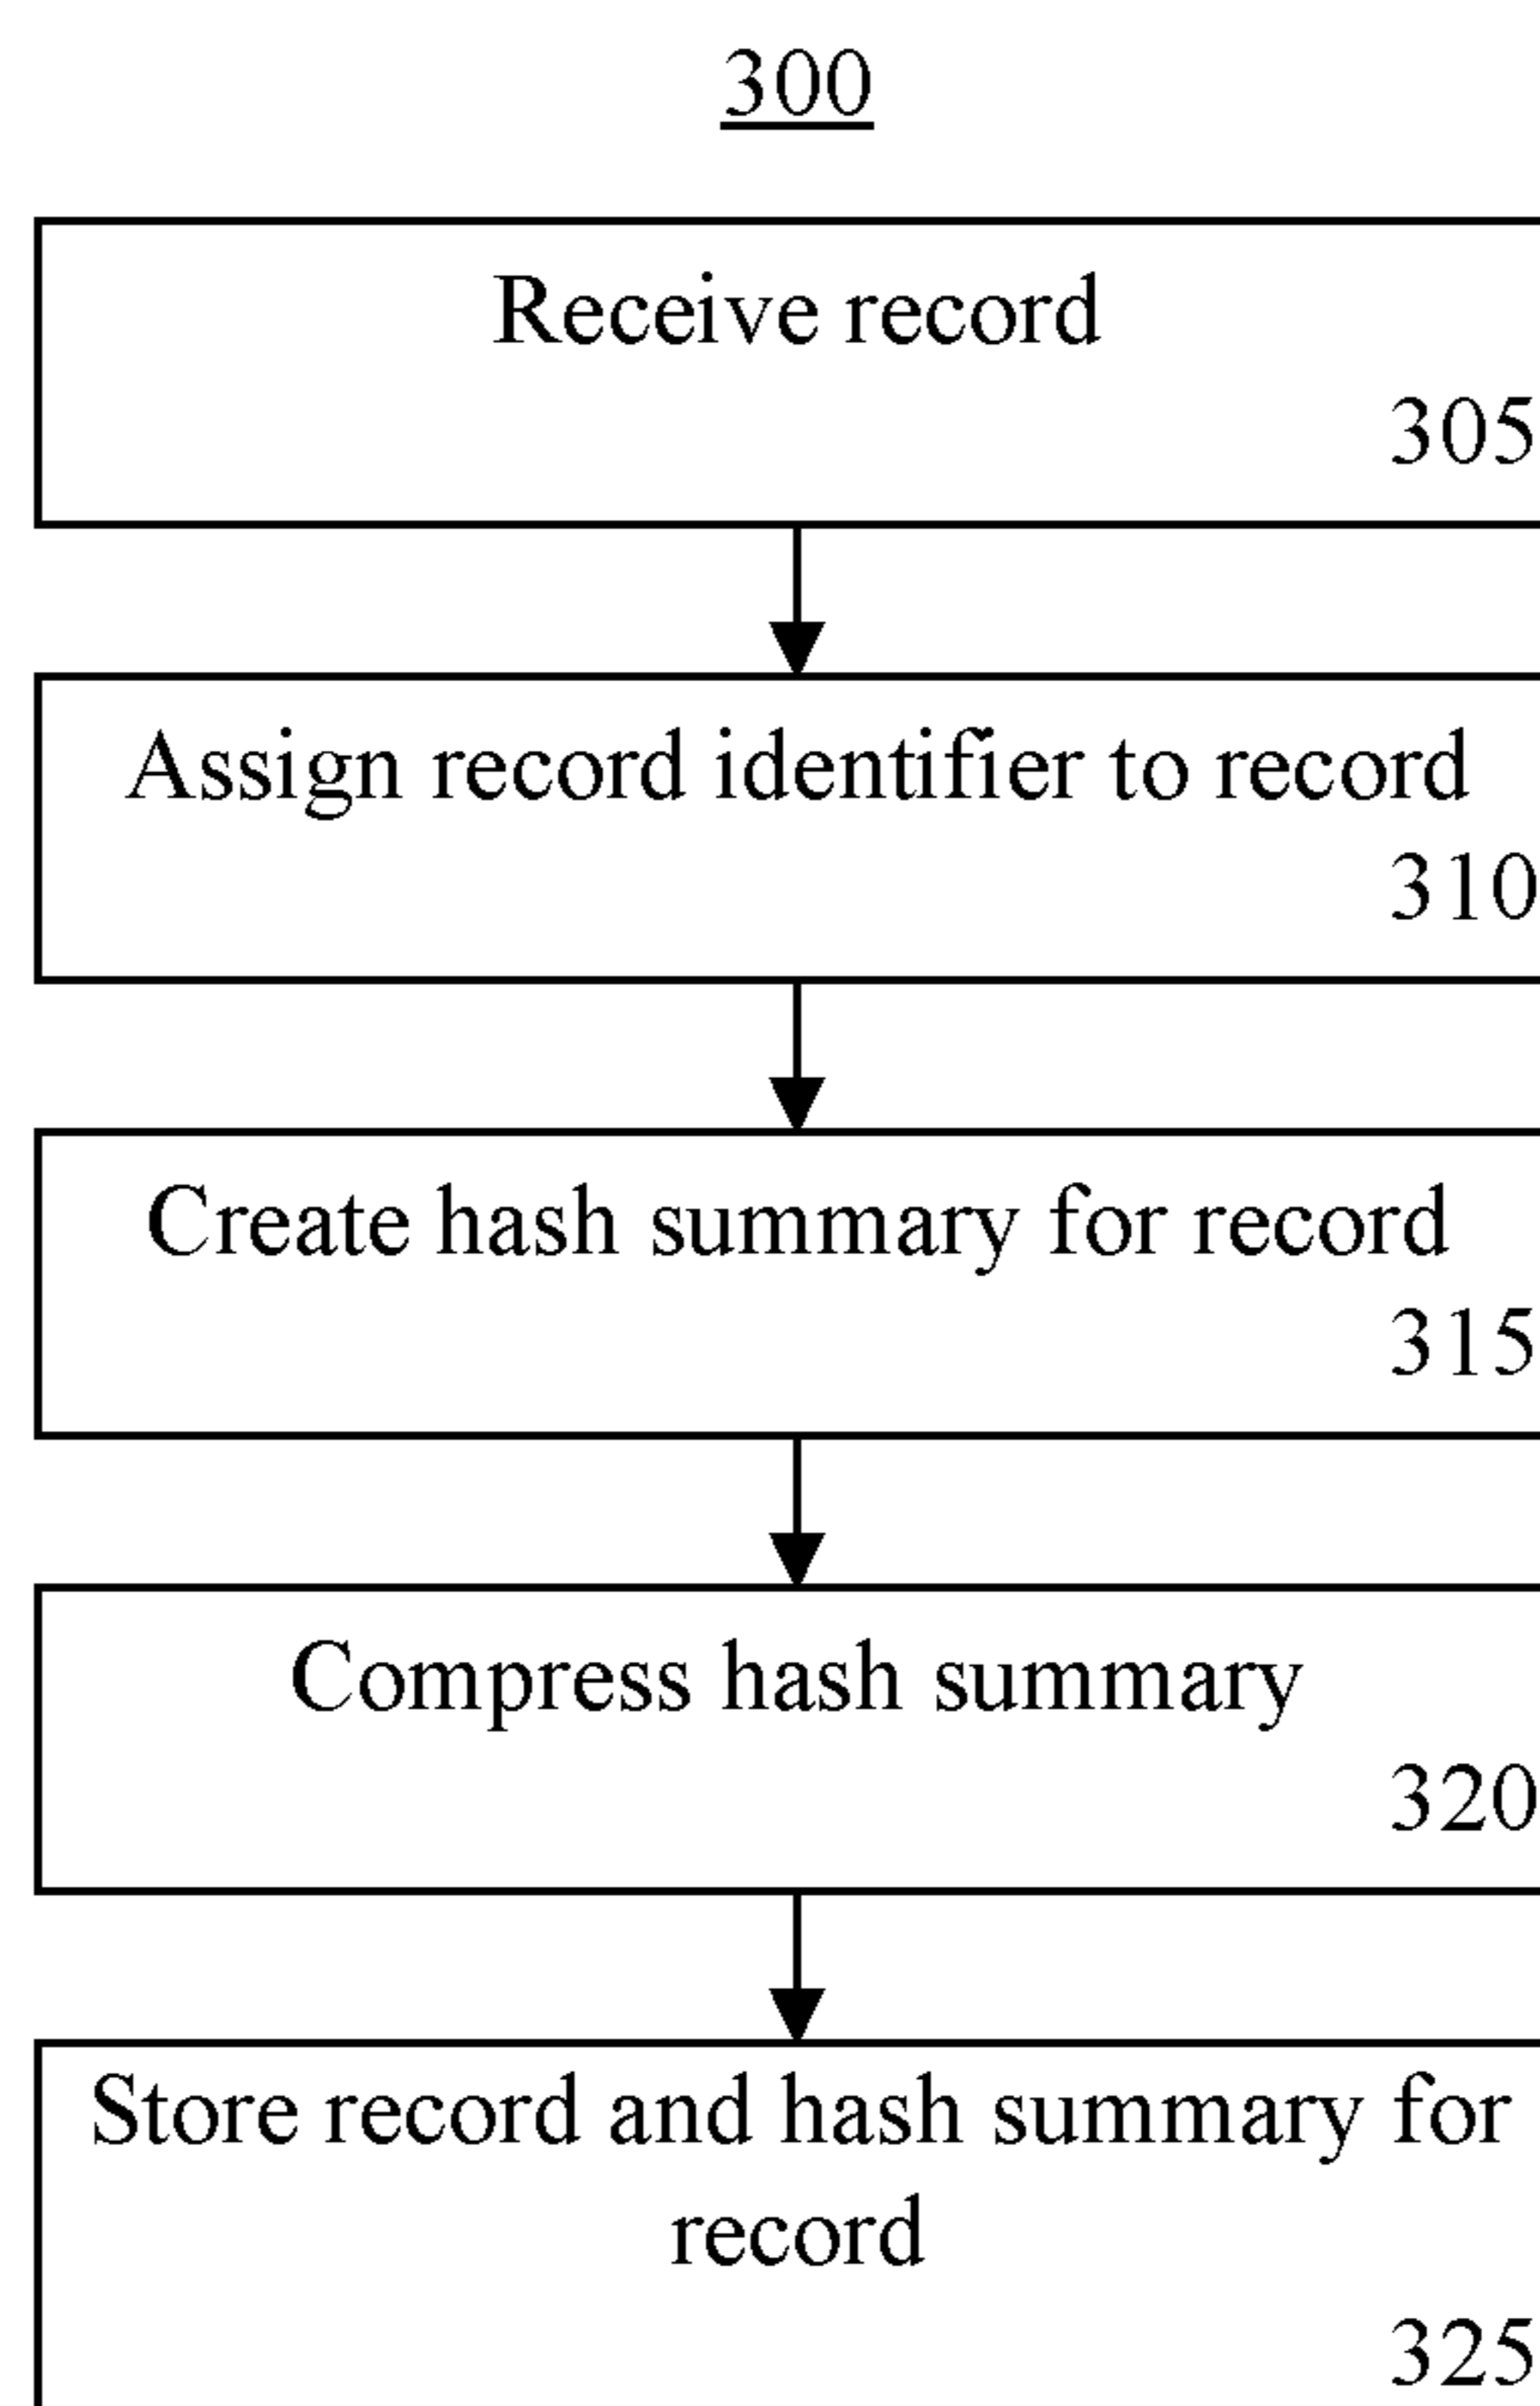 300
Receive record
305
Assign record identifier to record
310
Create hash summary for record
315
Compress hash summary
320
Store record and hash summary for
record
325